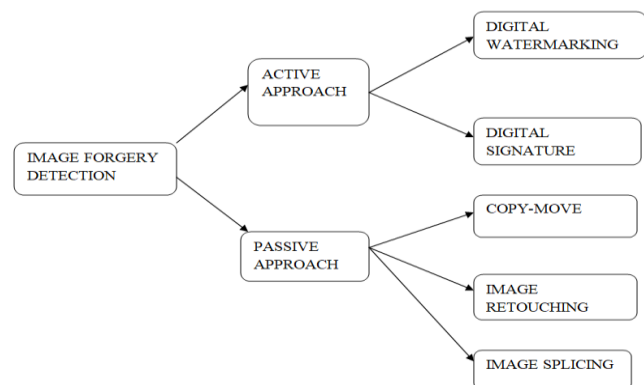 DIGITAL
WATERMARKING
ACTIVE
APPROACH
DIGITAL
SIGNATURE
IMAGE FORGERY
DETECTION
COPY-MOVE
PASSIVE
APPROACH
IMAGE
RETOUCHING
IMAGE SPLICING